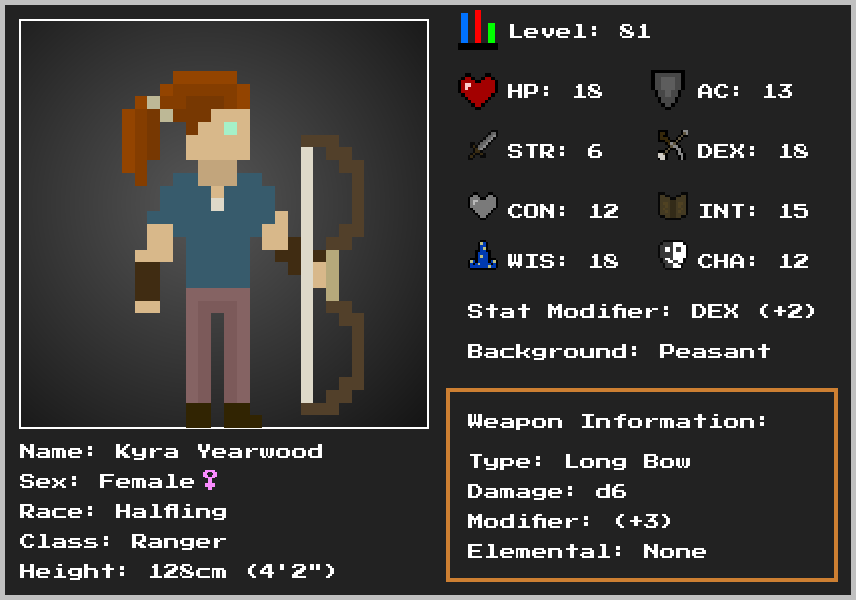 Level: 81
HP: 18
AC: 13
STR: 6
DEX: 18
CON: 12
INT: 15
WIS: 18
CHA: 12
Stat Modifier: DEX (+2)
Background: Peasant
Weapon Information:
Type: Long Bow
Damage: d6
Modifier: (+3)
Elemental: None
Name: Kyra Yearwood
Sex: Female♀
Race: Halfling
Class: Ranger
Height: 128cm (4'2")